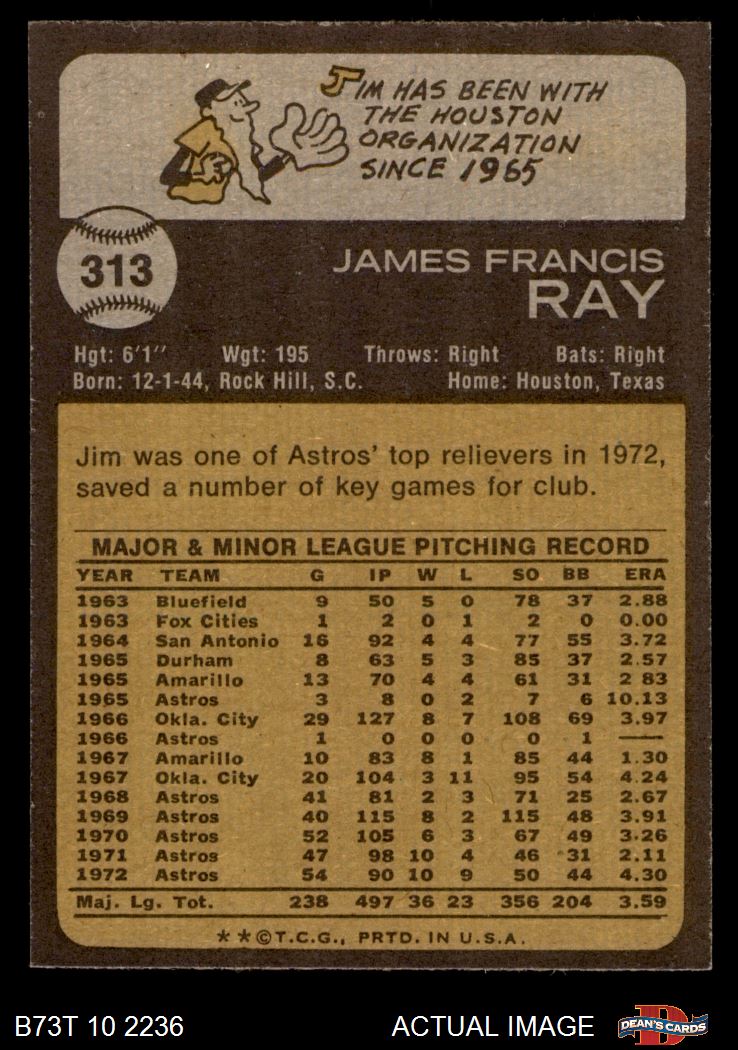 JIM HAS BEEN WITH
THE HOUSTON
ORGANIZATION
SINCE 1965
313
JAMES FRANCIS
RAY
Hgt: 6'1" Wgt: 195 Throws: Right Bats: Right
Born: 12-1-44, Rock Hill, S.C. Home: Houston, Texas
Jim was one of Astros' top relievers in 1972,
saved a number of key games for club.
MAJOR & MINOR LEAGUE PITCHING RECORD
YEAR TEAM G IP W L SO BB ERA
1963 Bluefield 9 50 5 0 78 37 2.88
1963 Fox Cities 1 2 0 1 2 0 0.00
1964 San Antonio 16 92 4 4 77 55 3.72
1965 Durham 8 63 5 3 85 37 2.57
1965 Amarillo 13 70 4 4 61 31 2 83
1965 Astros 3 8 0 2 7 6 10.13
1966 Okla. City 29 127 8 7 108 69 3.97
1966 Astros 1 0 0 0 0 1 —
1967 Amarillo 10 83 8 1 85 44 1.30
1967 Okla. City 20 104 3 11 95 54 4.24
1968 Astros 41 81 2 3 71 25 2.67
1969 Astros 40 115 8 2 115 48 3.91
1970 Astros 52 105 6 3 67 49 3.26
1971 Astros 47 98 10 4 46 31 2.11
1972 Astros 54 90 10 9 50 44 4.30
Maj. Lg. Tot. 238 497 36 23 356 204 3.59
**©T.C.G., PRTD. IN U.S.A.
B73T 10 2236 ACTUAL IMAGE D DEAN'S CARDS